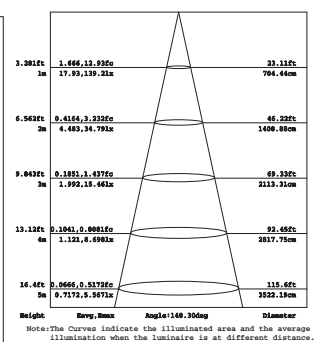 3.281ft 1.666,12.93fc 23.11ft
1m 17.93,139.2lx 704.44cm
6.562ft 0.4164,3.232fc 46.22ft
2m 4.483,34.79lx 1408.88cm
9.843ft 0.1851,1.437fc 69.33ft
3m 1.992,15.46lx 2113.31cm
13.12ft 0.1041,0.8081fc 92.45ft
4m 1.121,8.698lx 2817.75cm
16.4ft 0.0666,0.5172fc 115.6ft
5m 0.7172,5.567lx 3522.19cm
Height Eavg,Emax Angle:148.30deg Diameter
Note:The Curves indicate the illuminated area and the average
illumination when the luminaire is at different distance.